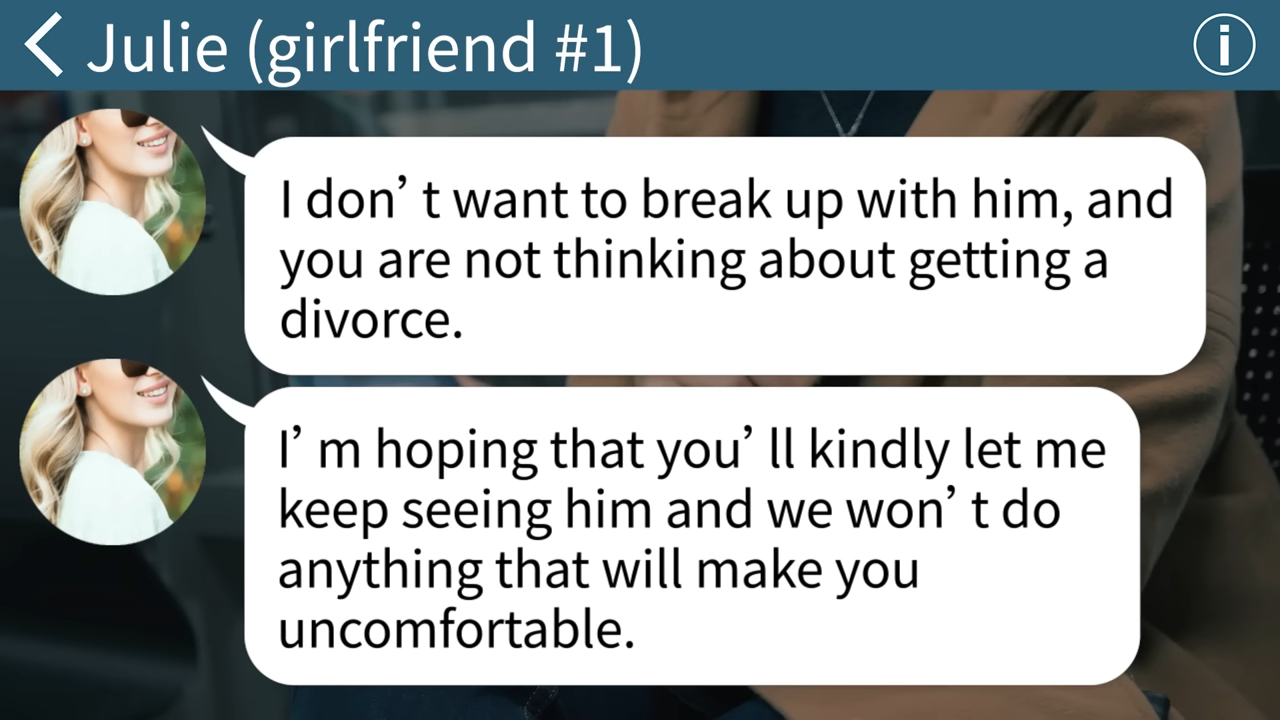 Julie (girlfriend #1)
I don’ t want to break up with him, and
you are not thinking about getting a
divorce.
I’ m hoping that you’ ll kindly let me
keep seeing him and we won’ t do
anything that will make you
uncomfortable.